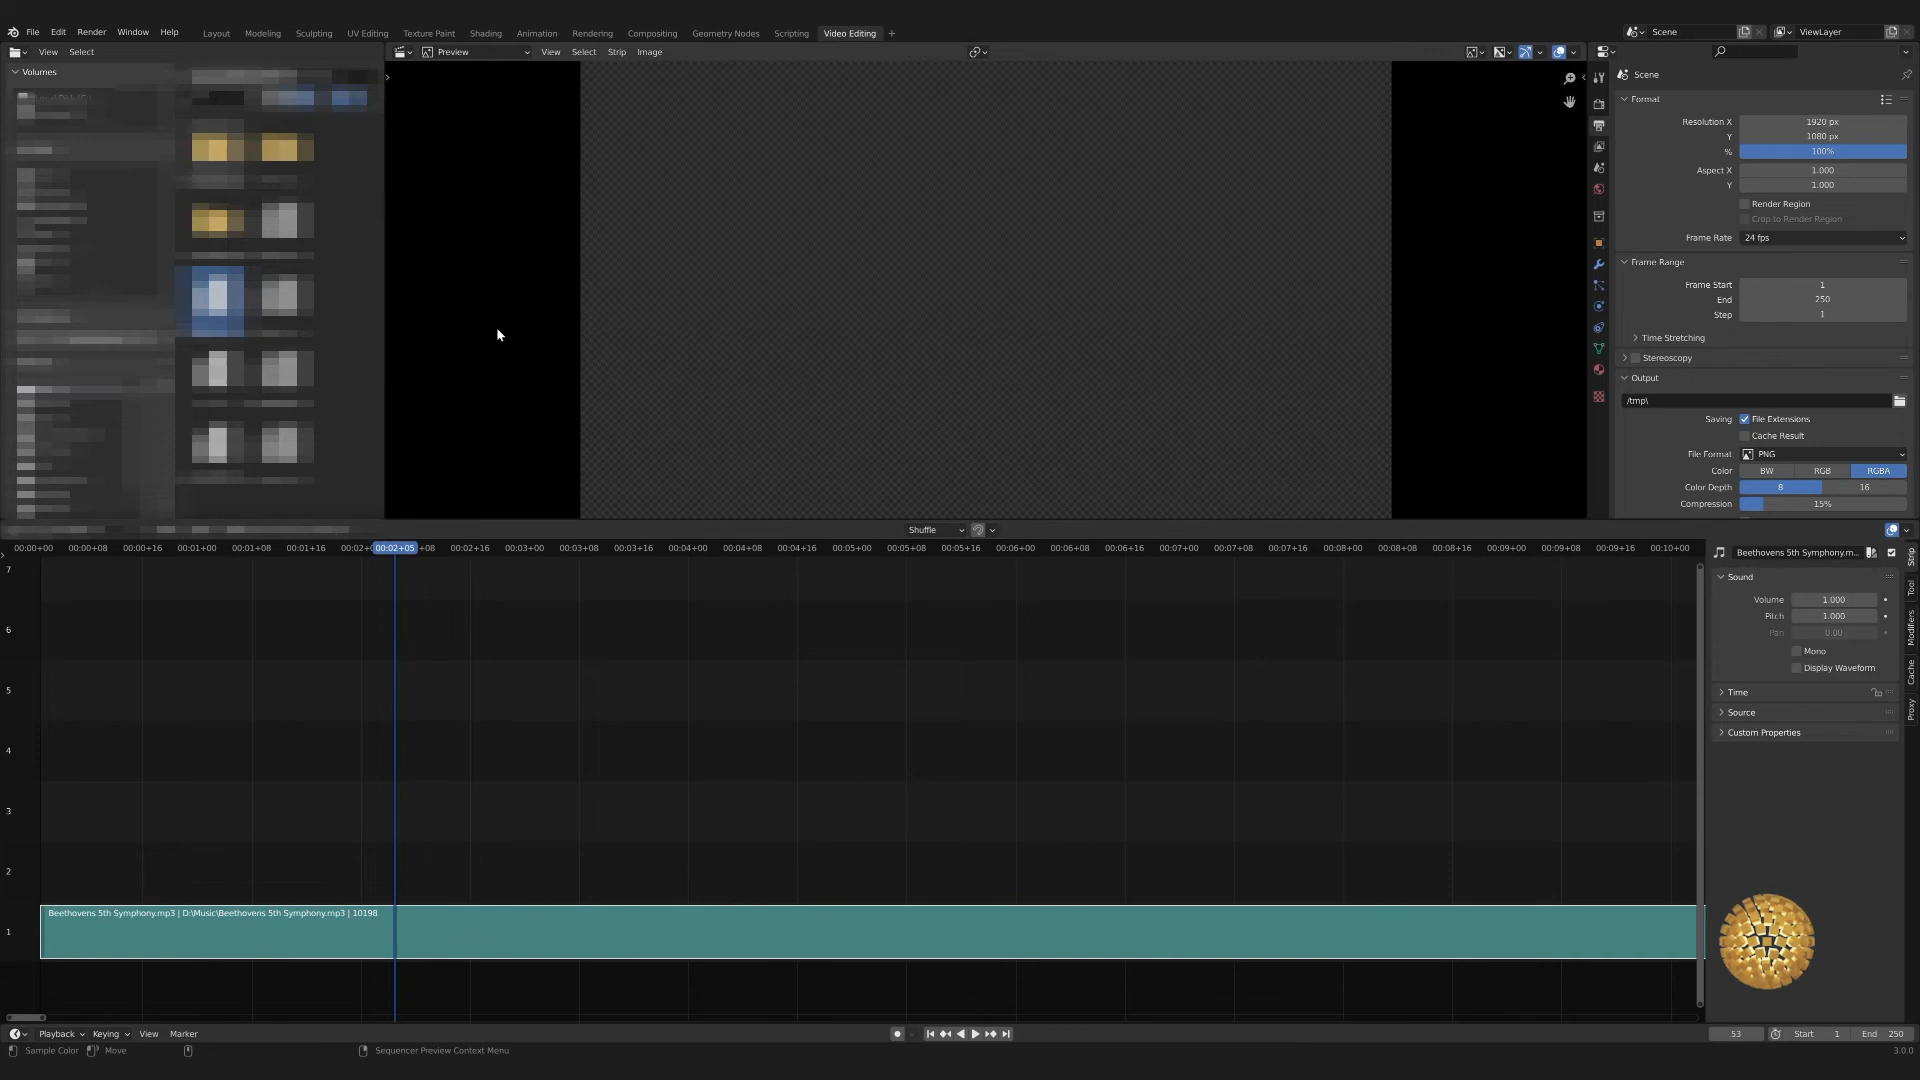 File Edit Render Window Help Layout Modeling Sculpting UV Editing Texture Paint Shading Animation Rendering Compositing Geometry Nodes Scripting Video Editing + Scene ViewLayer
View Select Preview View Select Strip Image
Volumes
Scene
Format
Resolution X 1920 px
Y 1080 px
% 100%
Aspect X 1.000
Y 1.000
Render Region
Crop to Render Region
Frame Rate 24 fps
Frame Range
Frame Start 1
End 250
Step 1
Time Stretching
Stereoscopy
Output
/tmp\
Saving File Extensions
Cache Result
File Format PNG
Color BW RGB RGBA
Color Depth 8 16
Compression 15%
Shuffle
00:00+00 00:00+08 00:00+16 00:01+00 00:01+08 00:01+16 00:02+0 00:02+05 +08 00:02+16 00:03+00 00:03+08 00:03+16 00:04+00 00:04+08 00:04+16 00:05+00 00:05+08 00:05+16 00:06+00 00:06+08 00:06+16 00:07+00 00:07+08 00:07+16 00:08+00 00:08+08 00:08+16 00:09+00 00:09+08 00:09+16 00:10+00
7
6
5
4
3
2
1
Beethovens 5th Symphony.mp3 | D:\Music\Beethovens 5th Symphony.mp3 | 10198
Beethovens 5th Symphony.m...
Sound
Volume 1.000
Pitch 1.000
Pan 0.00
Mono
Display Waveform
Time
Source
Custom Properties
Strip
Tool
Modifiers
Cache
Proxy
Playback Keying View Marker 53 Start 1 End 250
Sample Color Move Sequencer Preview Context Menu 3.0.0